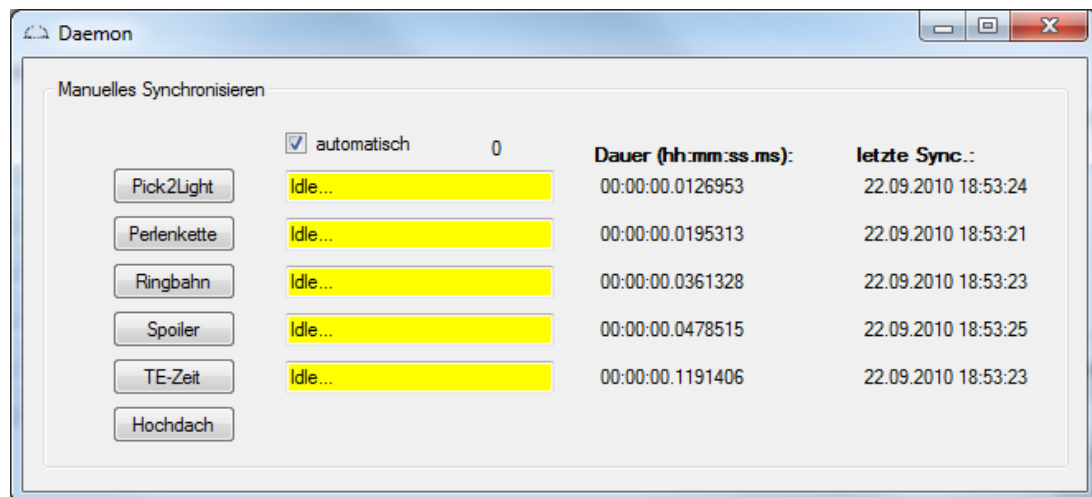 Daemon
Manuelles Synchronisieren
automatisch 0 Dauer (hh:mm:ss.ms): letzte Sync.:
Pick2Light Idle... 00:00:00.0126953 22.09.2010 18:53:24
Perlenkette Idle... 00:00:00.0195313 22.09.2010 18:53:21
Ringbahn Idle... 00:00:00.0361328 22.09.2010 18:53:23
Spoiler Idle... 00:00:00.0478515 22.09.2010 18:53:25
TE-Zeit Idle... 00:00:00.1191406 22.09.2010 18:53:23
Hochdach